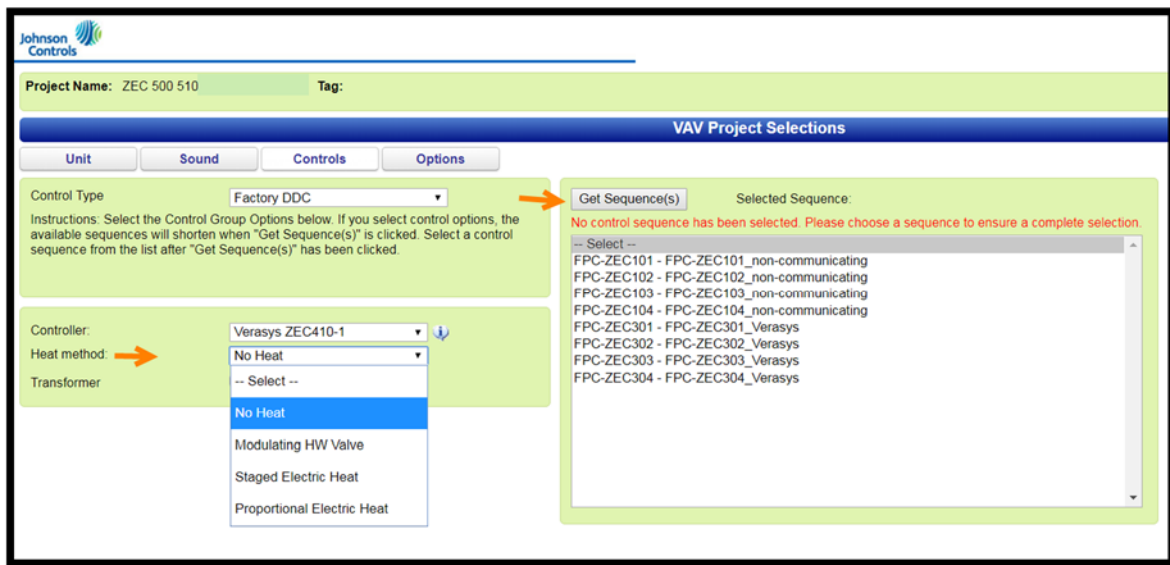 Johnson
Controls
Project Name: ZEC 500 510 Tag:
VAV Project Selections
Unit Sound Controls Options
Control Type Factory DDC
Instructions: Select the Control Group Options below. If you select control options, the
available sequences will shorten when "Get Sequence(s)" is clicked. Select a control
sequence from the list after "Get Sequence(s)" has been clicked.
Controller: Verasys ZEC410-1
Heat method: No Heat
Transformer
-- Select --
No Heat
Modulating HW Valve
Staged Electric Heat
Proportional Electric Heat
Get Sequence(s) Selected Sequence:
No control sequence has been selected. Please choose a sequence to ensure a complete selection.
-- Select --
FPC-ZEC101 - FPC-ZEC101_non-communicating
FPC-ZEC102 - FPC-ZEC102_non-communicating
FPC-ZEC103 - FPC-ZEC103_non-communicating
FPC-ZEC104 - FPC-ZEC104_non-communicating
FPC-ZEC301 - FPC-ZEC301_Verasys
FPC-ZEC302 - FPC-ZEC302_Verasys
FPC-ZEC303 - FPC-ZEC303_Verasys
FPC-ZEC304 - FPC-ZEC304_Verasys